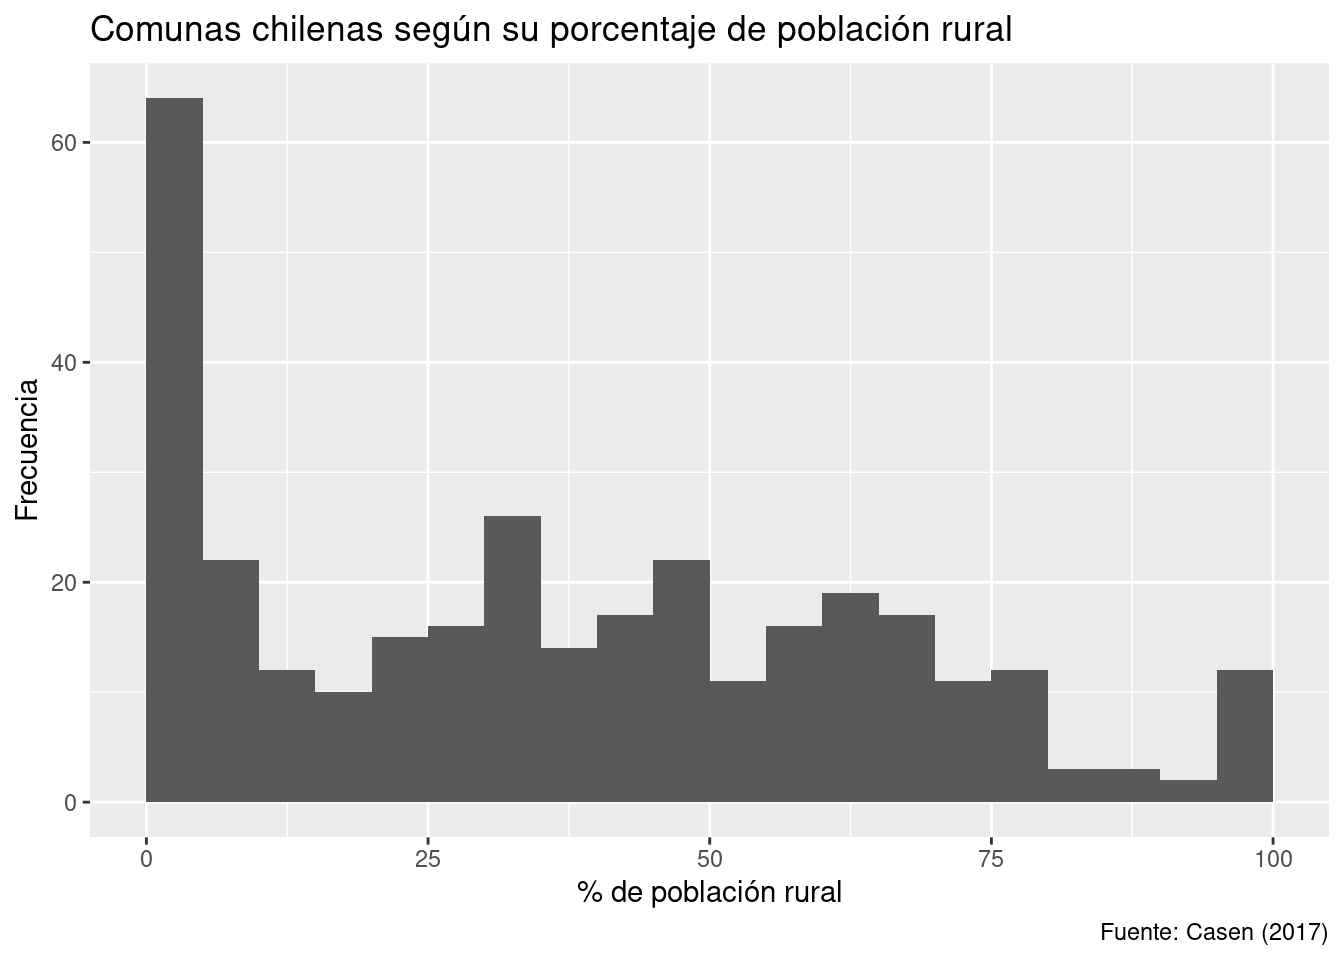 Comunas chilenas según su porcentaje de población rural
Frecuencia
60
40
20
0
0 25 50 75 100
% de población rural
Fuente: Casen (2017)